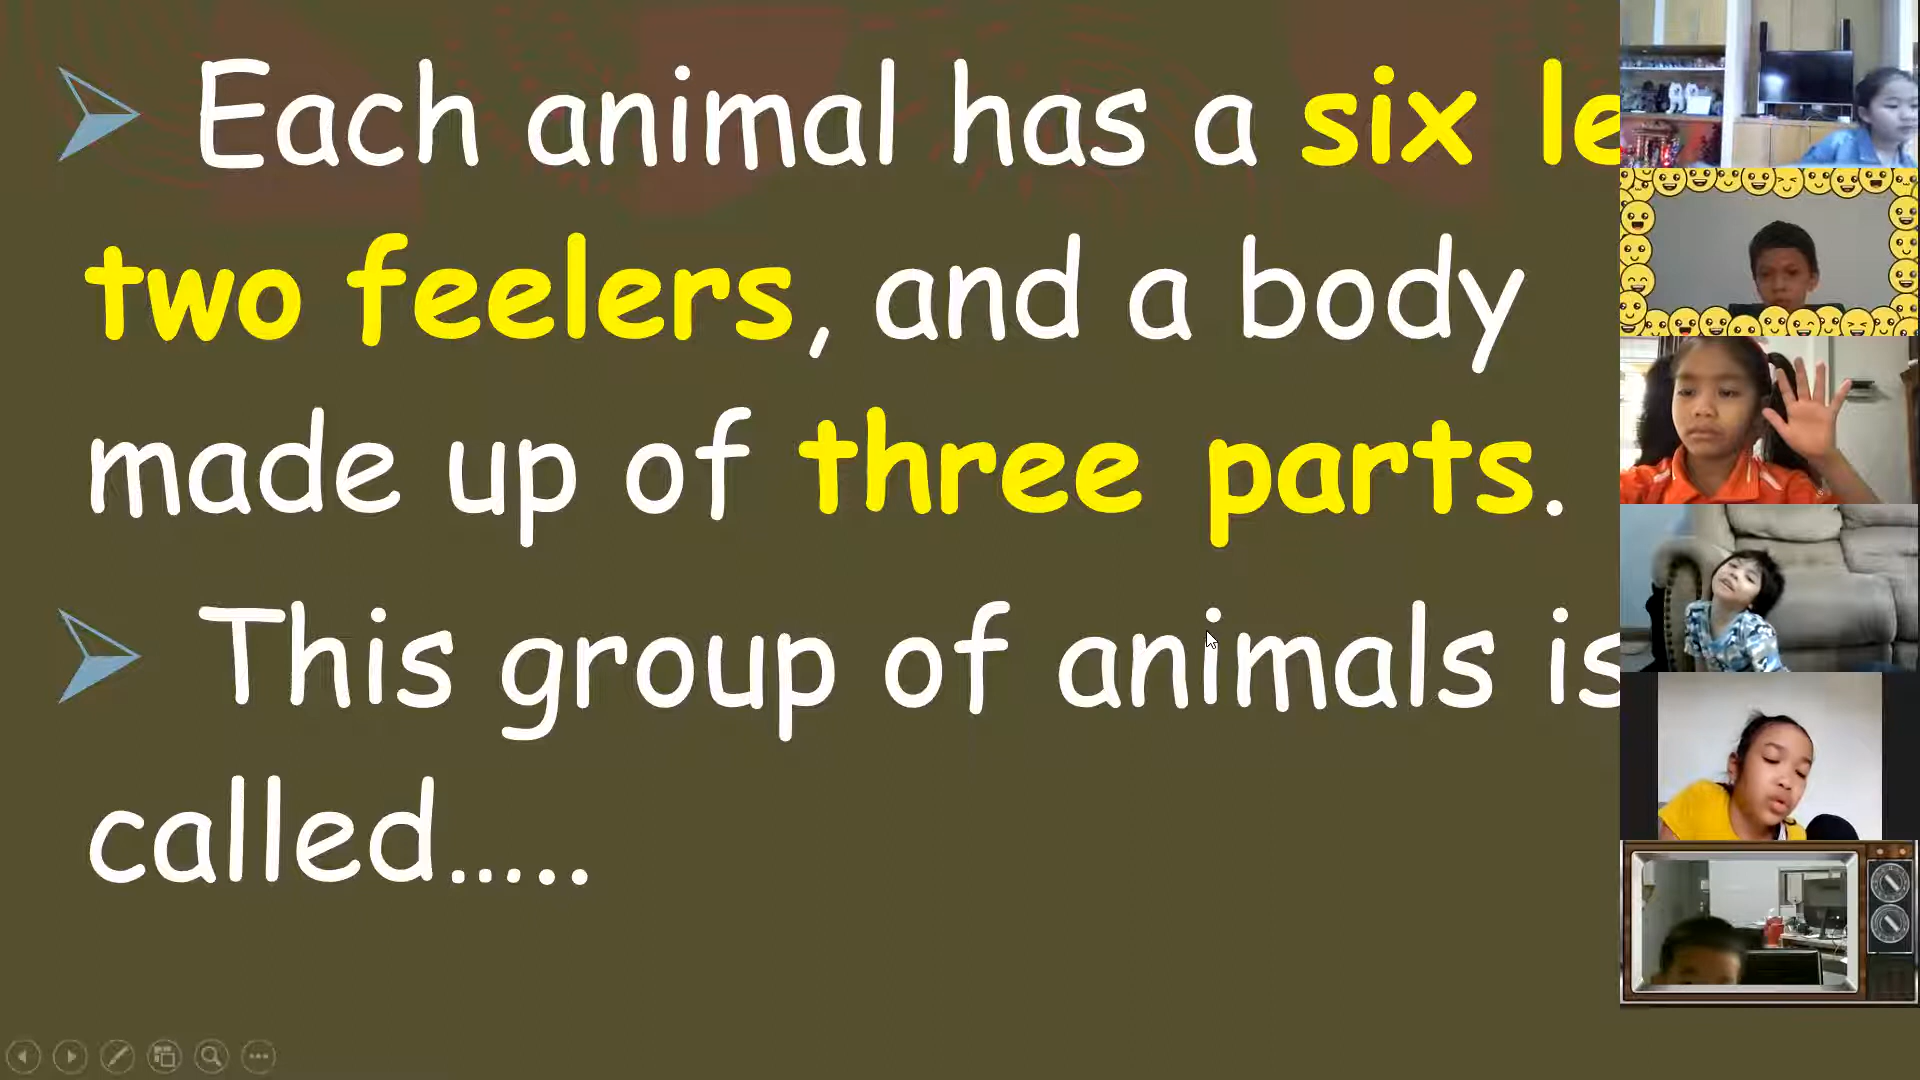 Each animal has a six le
two feelers, and a body
made up of three parts.
This group of animals is
called.....